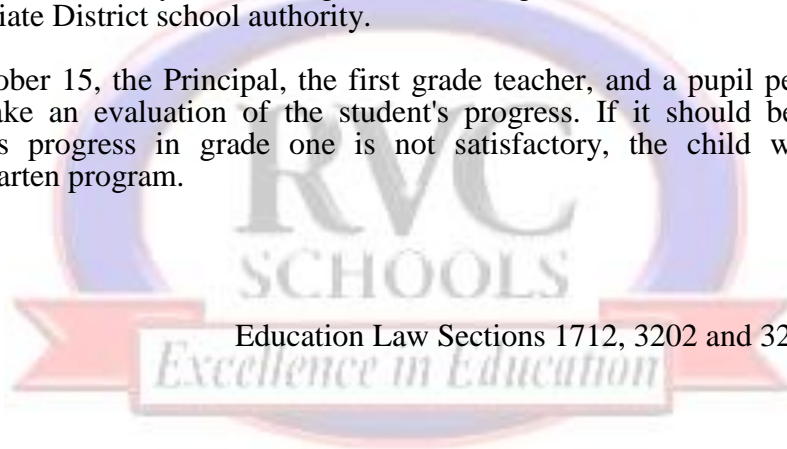 iate District school authority.
ober 15, the Principal, the first grade teacher, and a pupil pe
ake an evaluation of the student's progress. If it should be
s progress in grade one is not satisfactory, the child w
arten program.
RVC
SCHOOLS
Education Law Sections 1712, 3202 and 32
Excellence in Education